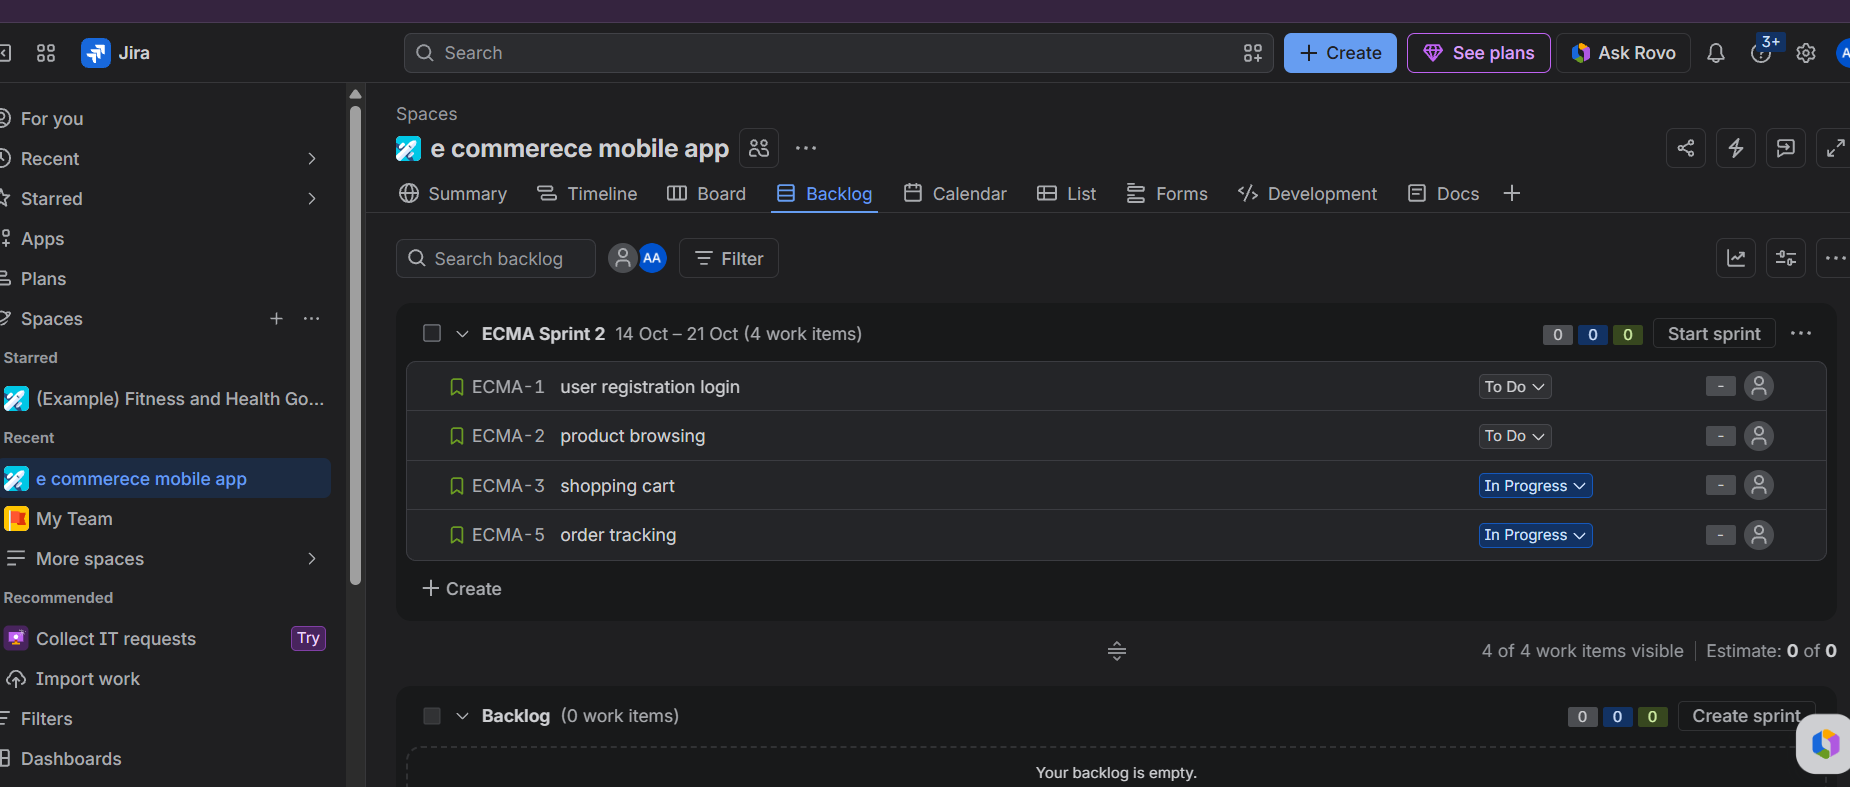 Jira
Search
Create
See plans
Ask Rovo
3+
For you
Recent
Starred
Apps
Plans
Spaces
Starred
(Example) Fitness and Health Go...
Recent
e commerece mobile app
My Team
More spaces
Recommended
Collect IT requests Try
Import work
Filters
Dashboards
Spaces
e commerece mobile app
Summary Timeline Board Backlog Calendar List Forms Development Docs
Search backlog AA Filter
ECMA Sprint 2 14 Oct – 21 Oct (4 work items) 0 0 0 Start sprint
ECMA-1 user registration login To Do -
ECMA-2 product browsing To Do -
ECMA-3 shopping cart In Progress -
ECMA-5 order tracking In Progress -
Create
4 of 4 work items visible Estimate: 0 of 0
Backlog (0 work items) 0 0 0 Create sprint
Your backlog is empty.